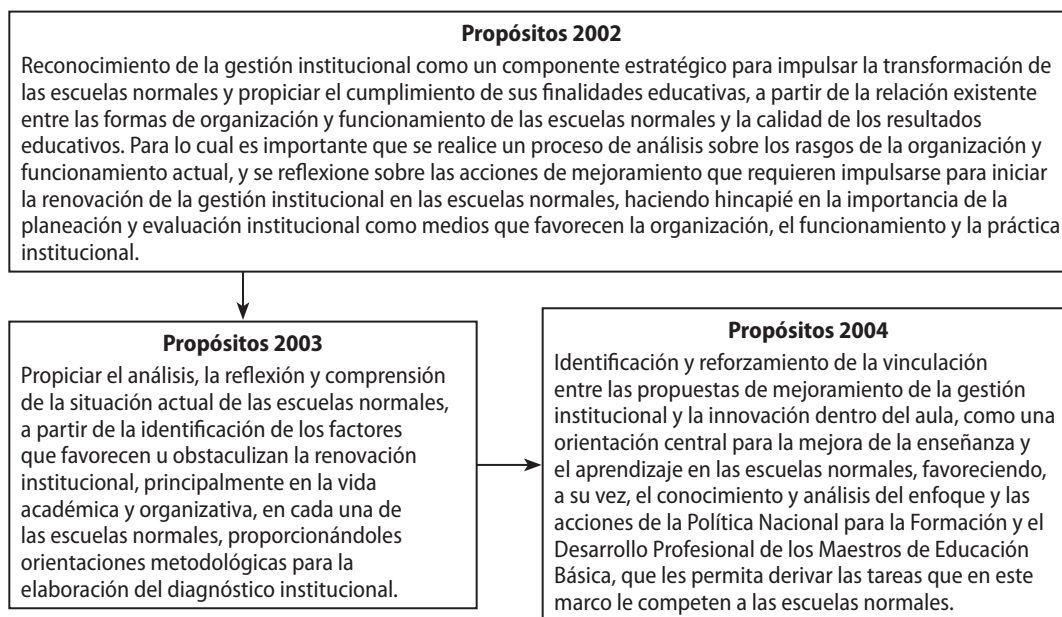 Propósitos 2002
Reconocimiento de la gestión institucional como un componente estratégico para impulsar la transformación de
las escuelas normales y propiciar el cumplimiento de sus finalidades educativas, a partir de la relación existente
entre las formas de organización y funcionamiento de las escuelas normales y la calidad de los resultados
educativos. Para lo cual es importante que se realice un proceso de análisis sobre los rasgos de la organización y
funcionamiento actual, y se reflexione sobre las acciones de mejoramiento que requieren impulsarse para iniciar
la renovación de la gestión institucional en las escuelas normales, haciendo hincapié en la importancia de la
planeación y evaluación institucional como medios que favorecen la organización, el funcionamiento y la práctica
institucional.
Propósitos 2003
Propiciar el análisis, la reflexión y comprensión
de la situación actual de las escuelas normales,
a partir de la identificación de los factores
que favorecen u obstaculizan la renovación
institucional, principalmente en la vida
académica y organizativa, en cada una de
las escuelas normales, proporcionándoles
orientaciones metodológicas para la
elaboración del diagnóstico institucional.
Propósitos 2004
Identificación y reforzamiento de la vinculación
entre las propuestas de mejoramiento de la gestión
institucional y la innovación dentro del aula, como una
orientación central para la mejora de la enseñanza y
el aprendizaje en las escuelas normales, favoreciendo,
a su vez, el conocimiento y análisis del enfoque y las
acciones de la Política Nacional para la Formación y el
Desarrollo Profesional de los Maestros de Educación
Básica, que les permita derivar las tareas que en este
marco le competen a las escuelas normales.